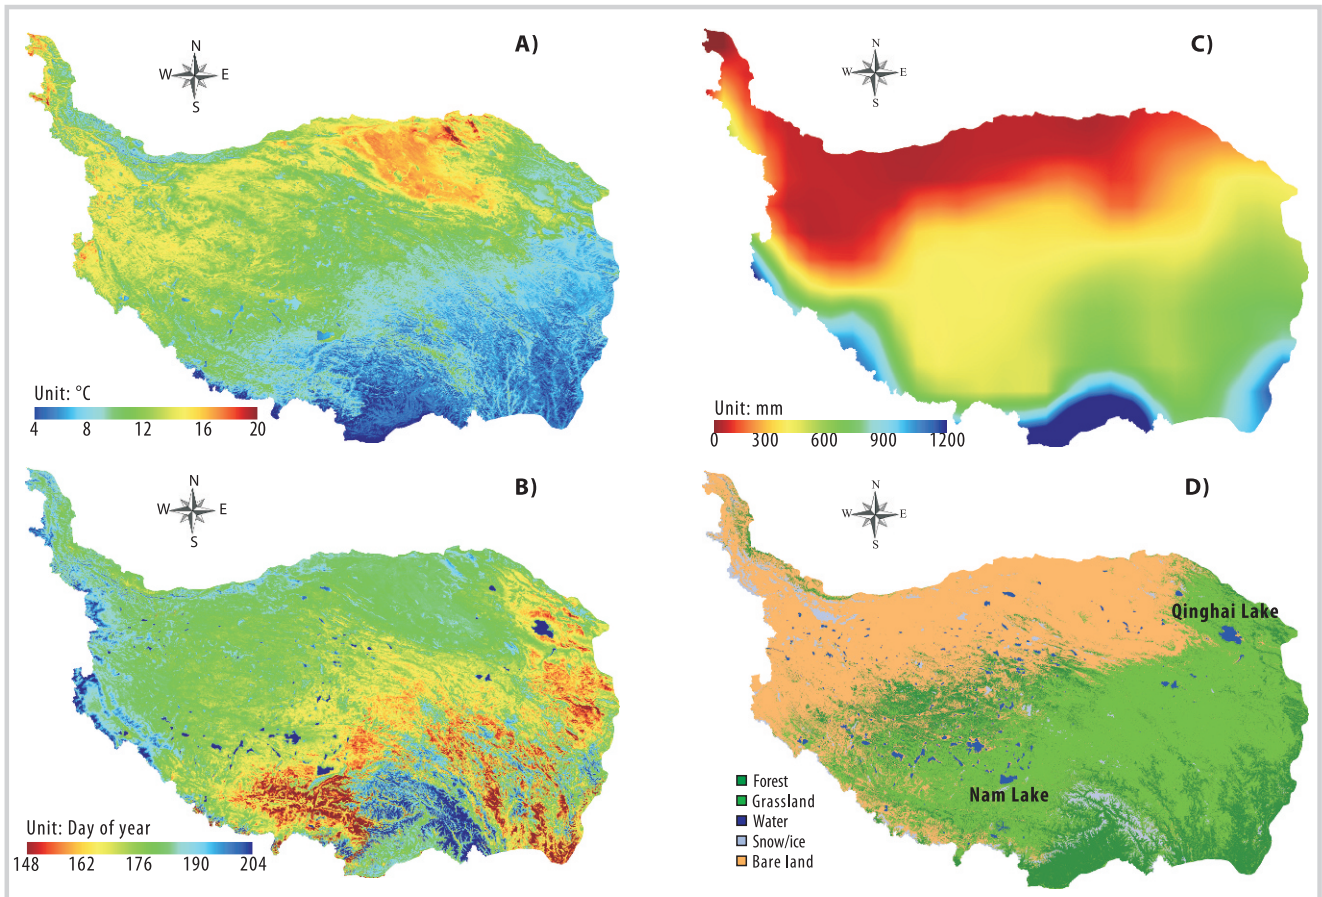 A)
N
W E
S
Unit: °C
4 8 12 16 20
C)
N
W E
S
Unit: mm
0 300 600 900 1200
B)
N
W E
S
Unit: Day of year
148 162 176 190 204
D)
N
W E
S
Qinghai Lake
Nam Lake
Forest
Grassland
Water
Snow/ice
Bare land